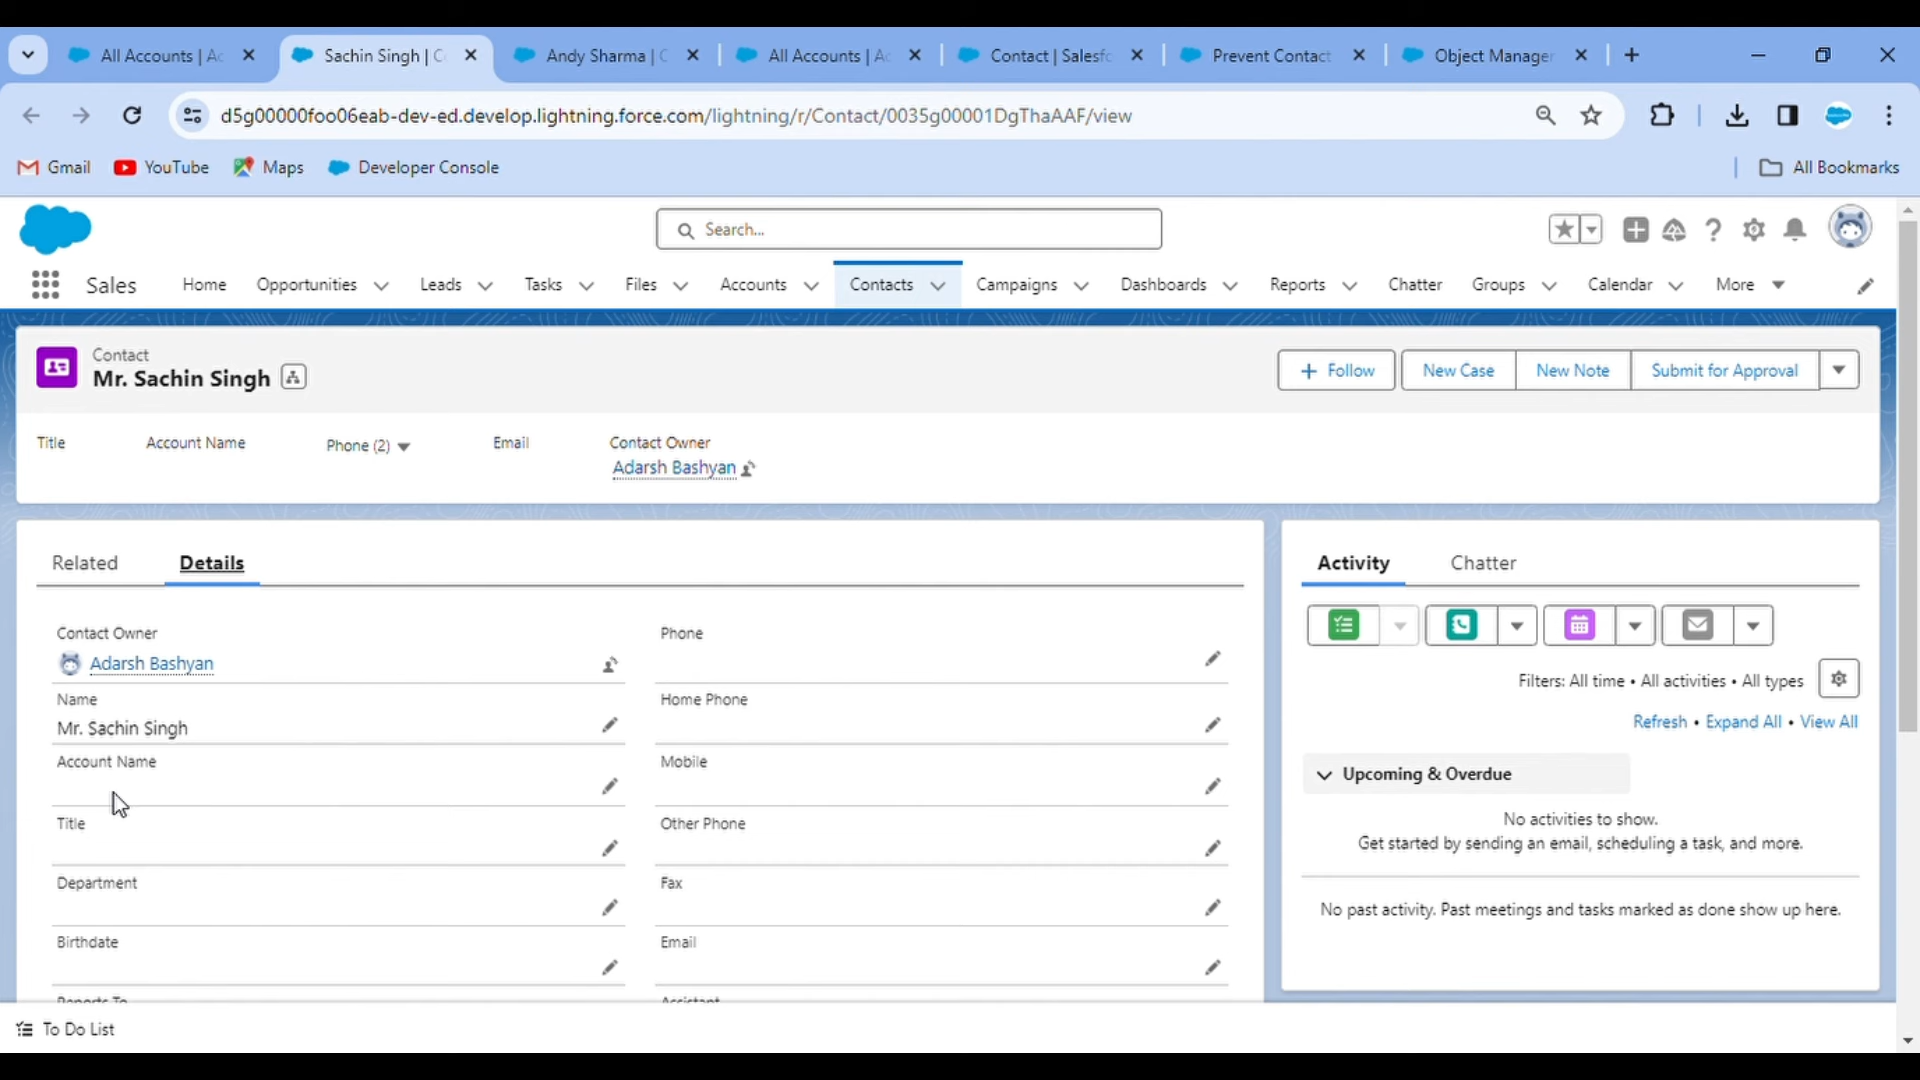 All Accounts | Ac
Sachin Singh | C
Andy Sharma | C
All Accounts | Ac
Contact | Salesfo
Prevent Contact
Object Manager
d5g00000foo06eab-dev-ed.develop.lightning.force.com/lightning/r/Contact/0035g00001DgThaAAF/view
Gmail YouTube Maps Developer Console All Bookmarks
Search...
Sales Home Opportunities Leads Tasks Files Accounts Contacts Campaigns Dashboards Reports Chatter Groups Calendar More
Contact
Mr. Sachin Singh
+ Follow New Case New Note Submit for Approval
Title Account Name Phone (2) Email Contact Owner
Adarsh Bashyan
Related Details
Contact Owner
Adarsh Bashyan
Phone
Name
Mr. Sachin Singh
Home Phone
Account Name
Mobile
Title
Other Phone
Department
Fax
Birthdate
Email
Reports To
Assistant
Activity Chatter
Filters: All time • All activities • All types
Refresh • Expand All • View All
Upcoming & Overdue
No activities to show.
Get started by sending an email, scheduling a task, and more.
No past activity. Past meetings and tasks marked as done show up here.
To Do List